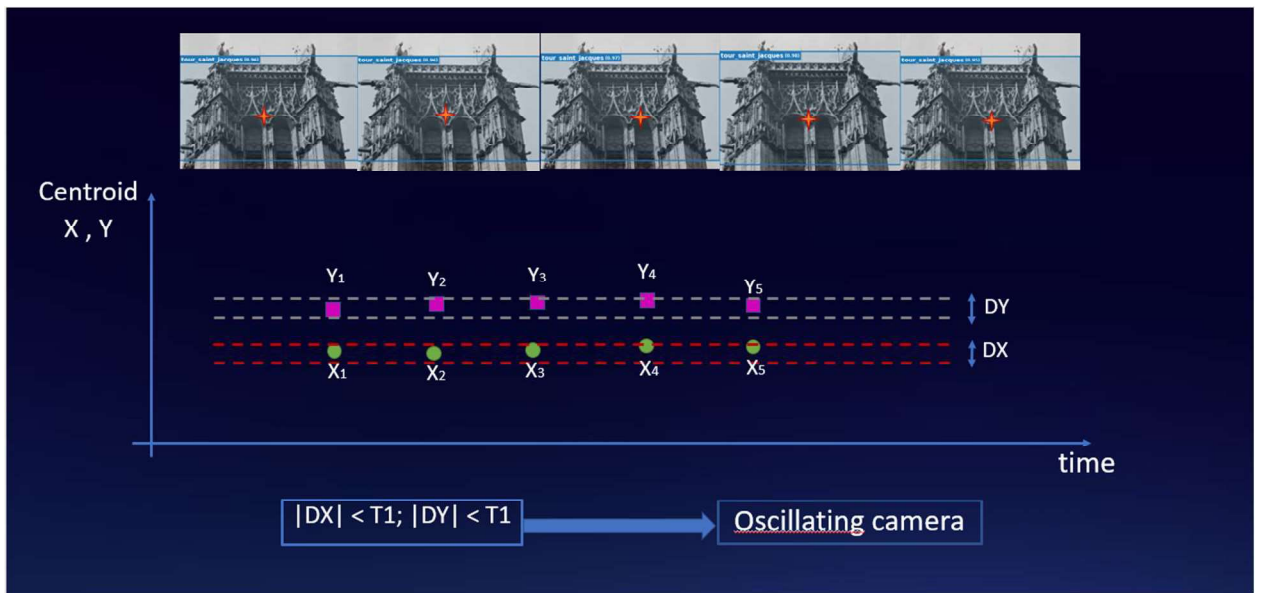 tour_saint_jacques
tour_saint_jacques
tour_saint_jacques
tour_saint_jacques
tour_saint_jacques
Centroid
X , Y
Y1
Y2
Y3
Y4
Y5
DY
DX
X1
X2
X3
X4
X5
time
|DX| < T1; |DY| < T1
Oscillating camera